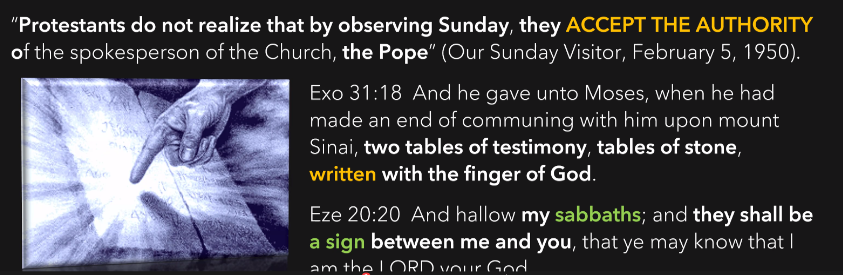 "Protestants do not realize that by observing Sunday, they ACCEPT THE AUTHORITY
of the spokesperson of the Church, the Pope" (Our Sunday Visitor, February 5, 1950).
Exo 31:18 And he gave unto Moses, when he had
made an end of communing with him upon mount
Sinai, two tables of testimony, tables of stone,
written with the finger of God.
Eze 20:20 And hallow my sabbaths; and they shall be
a sign between me and you, that ye may know that I
am the LORD your God